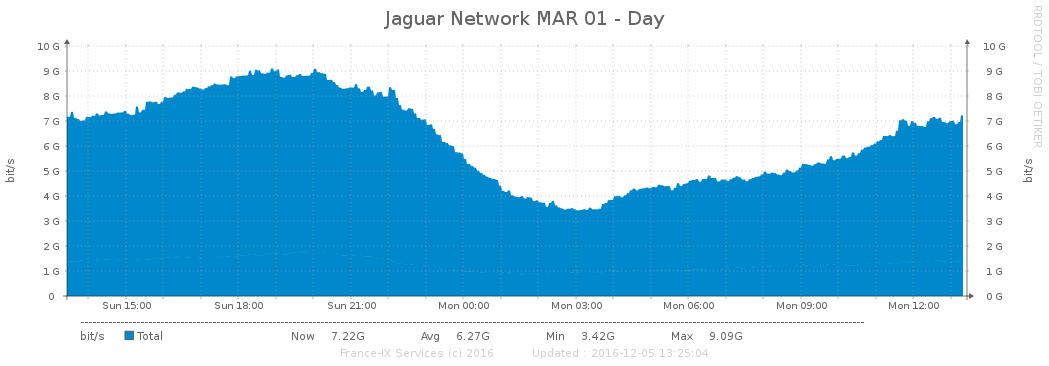 Jaguar Network MAR 01 - Day
RRDTOOL / TOBI OETIKER
10 G 10 G
9 G 9 G
8 G 8 G
7 G 7 G
6 G 6 G
5 G 5 G
4 G 4 G
3 G 3 G
2 G 2 G
1 G 1 G
0 0 G
bit/s bit/s
Sun 15:00 Sun 18:00 Sun 21:00 Mon 00:00 Mon 03:00 Mon 06:00 Mon 09:00 Mon 12:00
bit/s Total Now 7.22G Avg 6.27G Min 3.42G Max 9.09G
France-IX Services (c) 2016 Updated : 2016-12-05 13:25:04